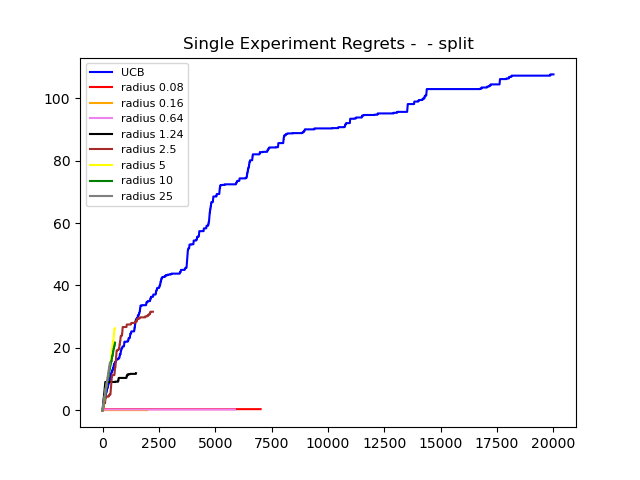 Single Experiment Regrets -  - split
UCB
radius 0.08
radius 0.16
radius 0.64
radius 1.24
radius 2.5
radius 5
radius 10
radius 25
100
80
60
40
20
0
0 2500 5000 7500 10000 12500 15000 17500 20000